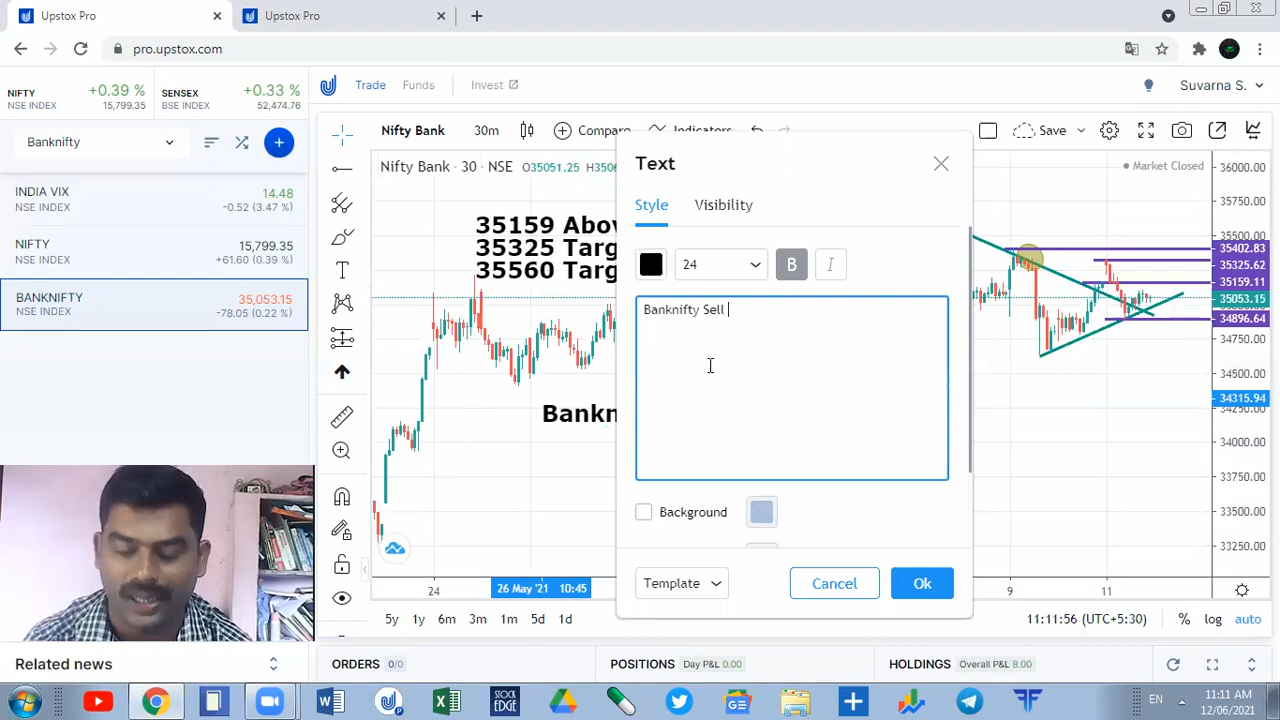 Upstox Pro
Upstox Pro
pro.upstox.com
NIFTY +0.39 %
NSE INDEX 15,799.35
SENSEX +0.33 %
BSE INDEX 52,474.76
Trade Funds Invest
Suvarna S.
Banknifty
INDIA VIX 14.48
NSE INDEX -0.52 (3.47 %)
NIFTY 15,799.35
NSE INDEX +61.60 (0.39 %)
BANKNIFTY 35,053.15
NSE INDEX -78.05 (0.22 %)
Nifty Bank 30m Compare Indicators Save
Nifty Bank · 30 · NSE O35051.25
Market Closed
35159 Abov
35325 Targ
35560 Targ
Bankn
Text
Style Visibility
24 B I
Banknifty Sell
Background
Template Cancel Ok
36000.00
35750.00
35500.00
35402.83
35325.62
35159.11
35053.15
34896.64
34750.00
34500.00
34315.94
34250.00
34000.00
33750.00
33500.00
33250.00
24 26 May '21 10:45 9 11
5y 1y 6m 3m 1m 5d 1d
11:11:56 (UTC+5:30) % log auto
Related news
ORDERS 0/0
POSITIONS Day P&L 0.00
HOLDINGS Overall P&L 8.00
STOCK
EDGE
EN
11:11 AM
12/06/2021